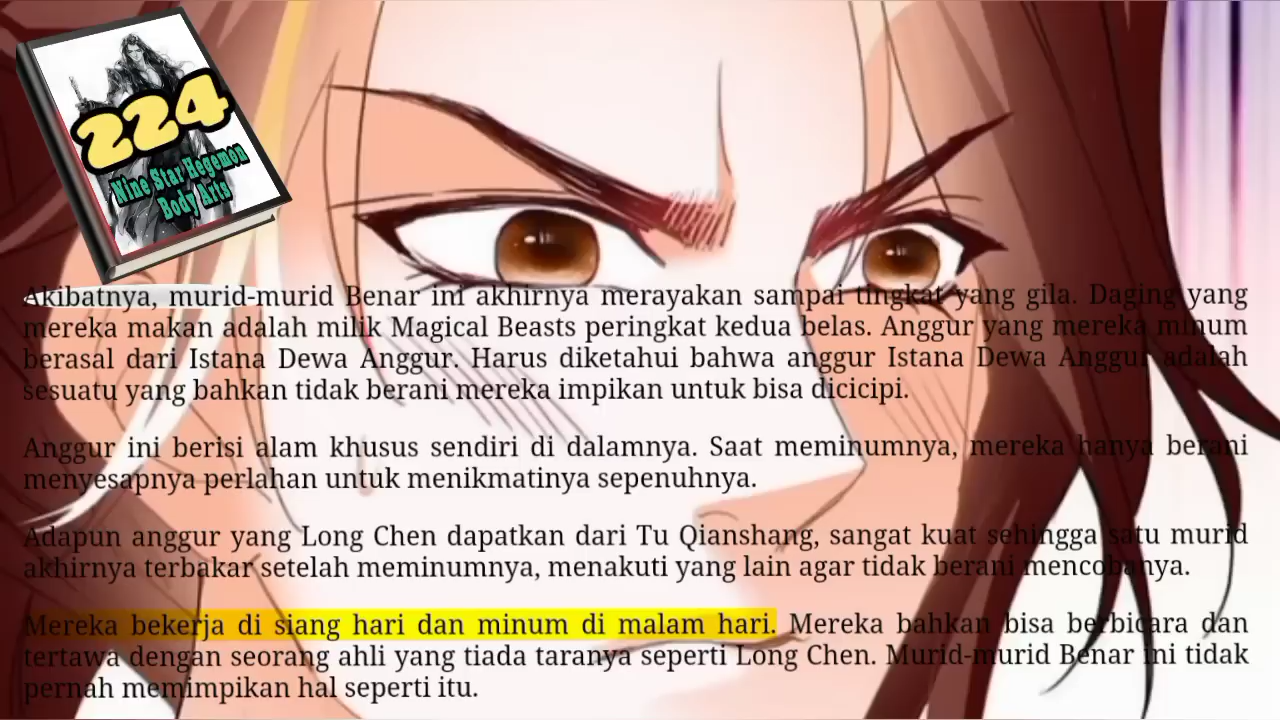 224
Nine Star Hegemon
Body Arts
Akibatnya, murid-murid Benar ini akhirnya merayakan sampai tingkat yang gila. Daging yang
mereka makan adalah milik Magical Beasts peringkat kedua belas. Anggur yang mereka minum
berasal dari Istana Dewa Anggur. Harus diketahui bahwa anggur Istana Dewa Anggur adalah
sesuatu yang bahkan tidak berani mereka impikan untuk bisa dicicipi.
Anggur ini berisi alam khusus sendiri di dalamnya. Saat meminumnya, mereka hanya berani
menyesapnya perlahan untuk menikmatinya sepenuhnya.
Adapun anggur yang Long Chen dapatkan dari Tu Qianshang, sangat kuat sehingga satu murid
akhirnya terbakar setelah meminumnya, menakuti yang lain agar tidak berani mencobanya.
Mereka bekerja di siang hari dan minum di malam hari. Mereka bahkan bisa berbicara dan
tertawa dengan seorang ahli yang tiada taranya seperti Long Chen. Murid-murid Benar ini tidak
pernah memimpikan hal seperti itu.